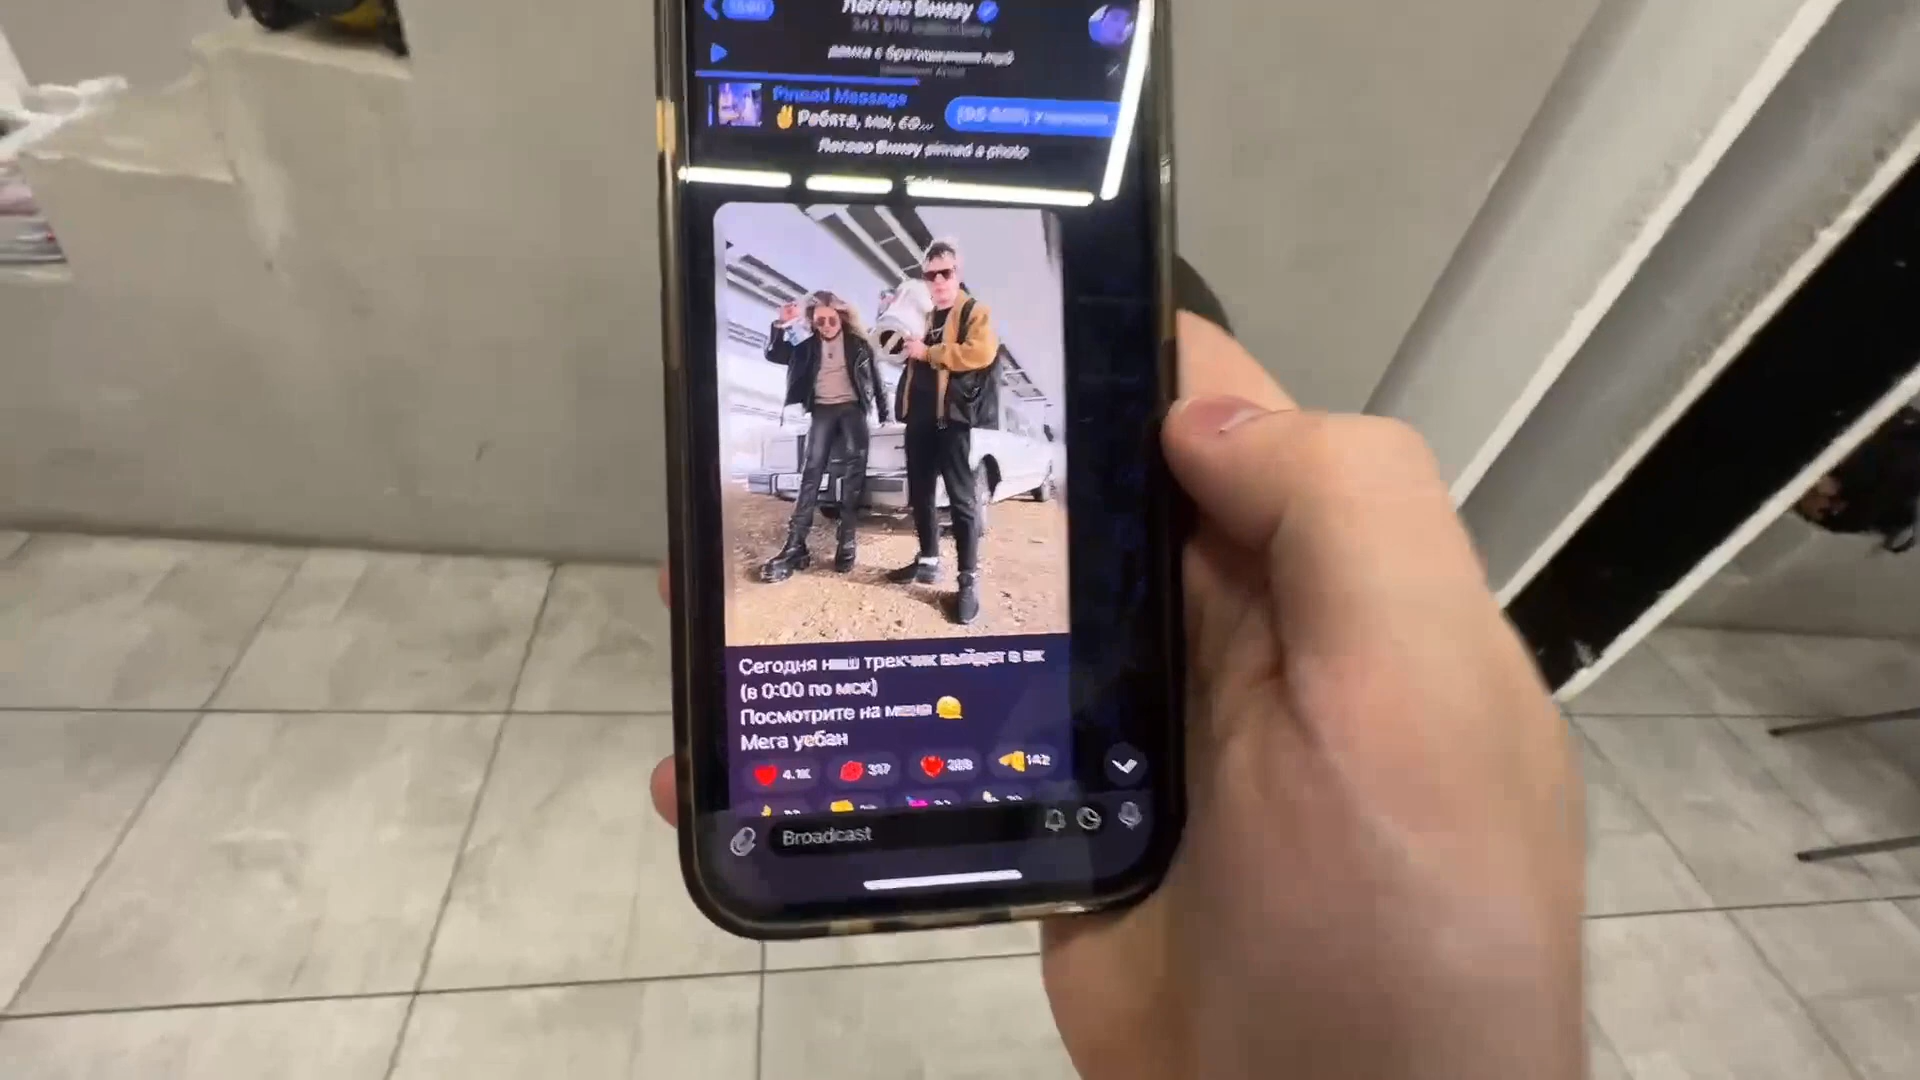 Логово Внизу
Pinned Message
✌️Ребята, мы, со...
Логово Внизу pinned a photo
Today
Сегодня наш трекчик выйдет в вк
(в 0:00 по мск)
Посмотрите на меня
Мега уебан
4.1K 317 142
Broadcast